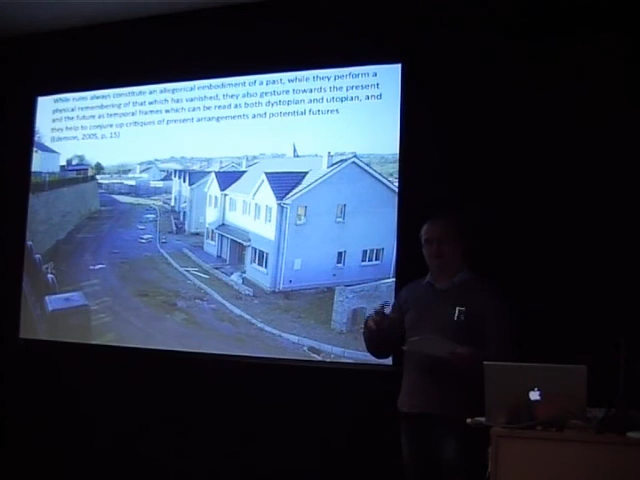 While ruins always constitute an allegorical embodiment of a past, while they perform a
physical remembering of that which has vanished, they also gesture towards the present
and the future as temporal frames which can be read as both dystopian and utopian, and
they help to conjure up critiques of present arrangements and potential futures.
(Edensor, 2005, p. 15)